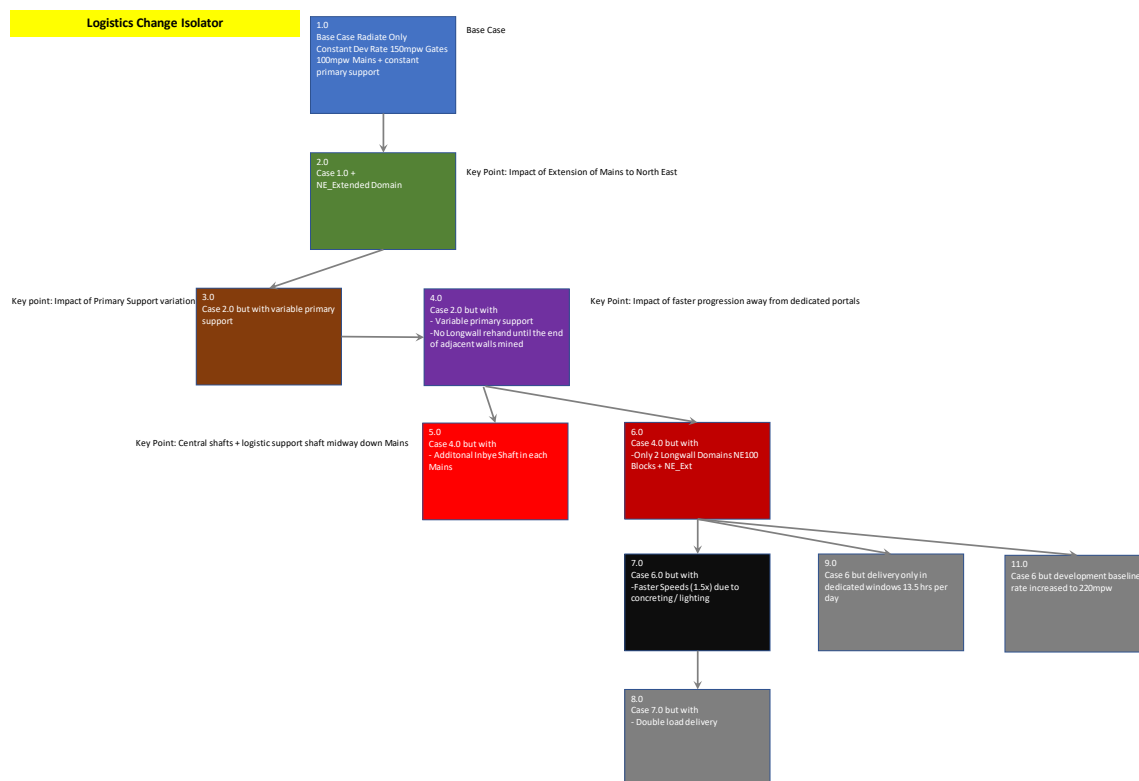 Logistics Change Isolator
1.0
Base Case Radiate Only
Constant Dev Rate 150mpw Gates
100mpw Mains + constant
primary support
Base Case
2.0
Case 1.0 +
NE_Extended Domain
Key Point: Impact of Extension of Mains to North East
Key point: Impact of Primary Support variation
3.0
Case 2.0 but with variable primary
support
4.0
Case 2.0 but with
- Variable primary support
-No Longwall rehand until the end
of adjacent walls mined
Key Point: Impact of faster progression away from dedicated portals
Key Point: Central shafts + logistic support shaft midway down Mains
5.0
Case 4.0 but with
- Additonal Inbye Shaft in each
Mains
6.0
Case 4.0 but with
-Only 2 Longwall Domains NE100
Blocks + NE_Ext
7.0
Case 6.0 but with
-Faster Speeds (1.5x) due to
concreting / lighting
9.0
Case 6 but delivery only in
dedicated windows 13.5 hrs per
day
11.0
Case 6 but development baseline
rate increased to 220mpw
8.0
Case 7.0 but with
- Double load delivery